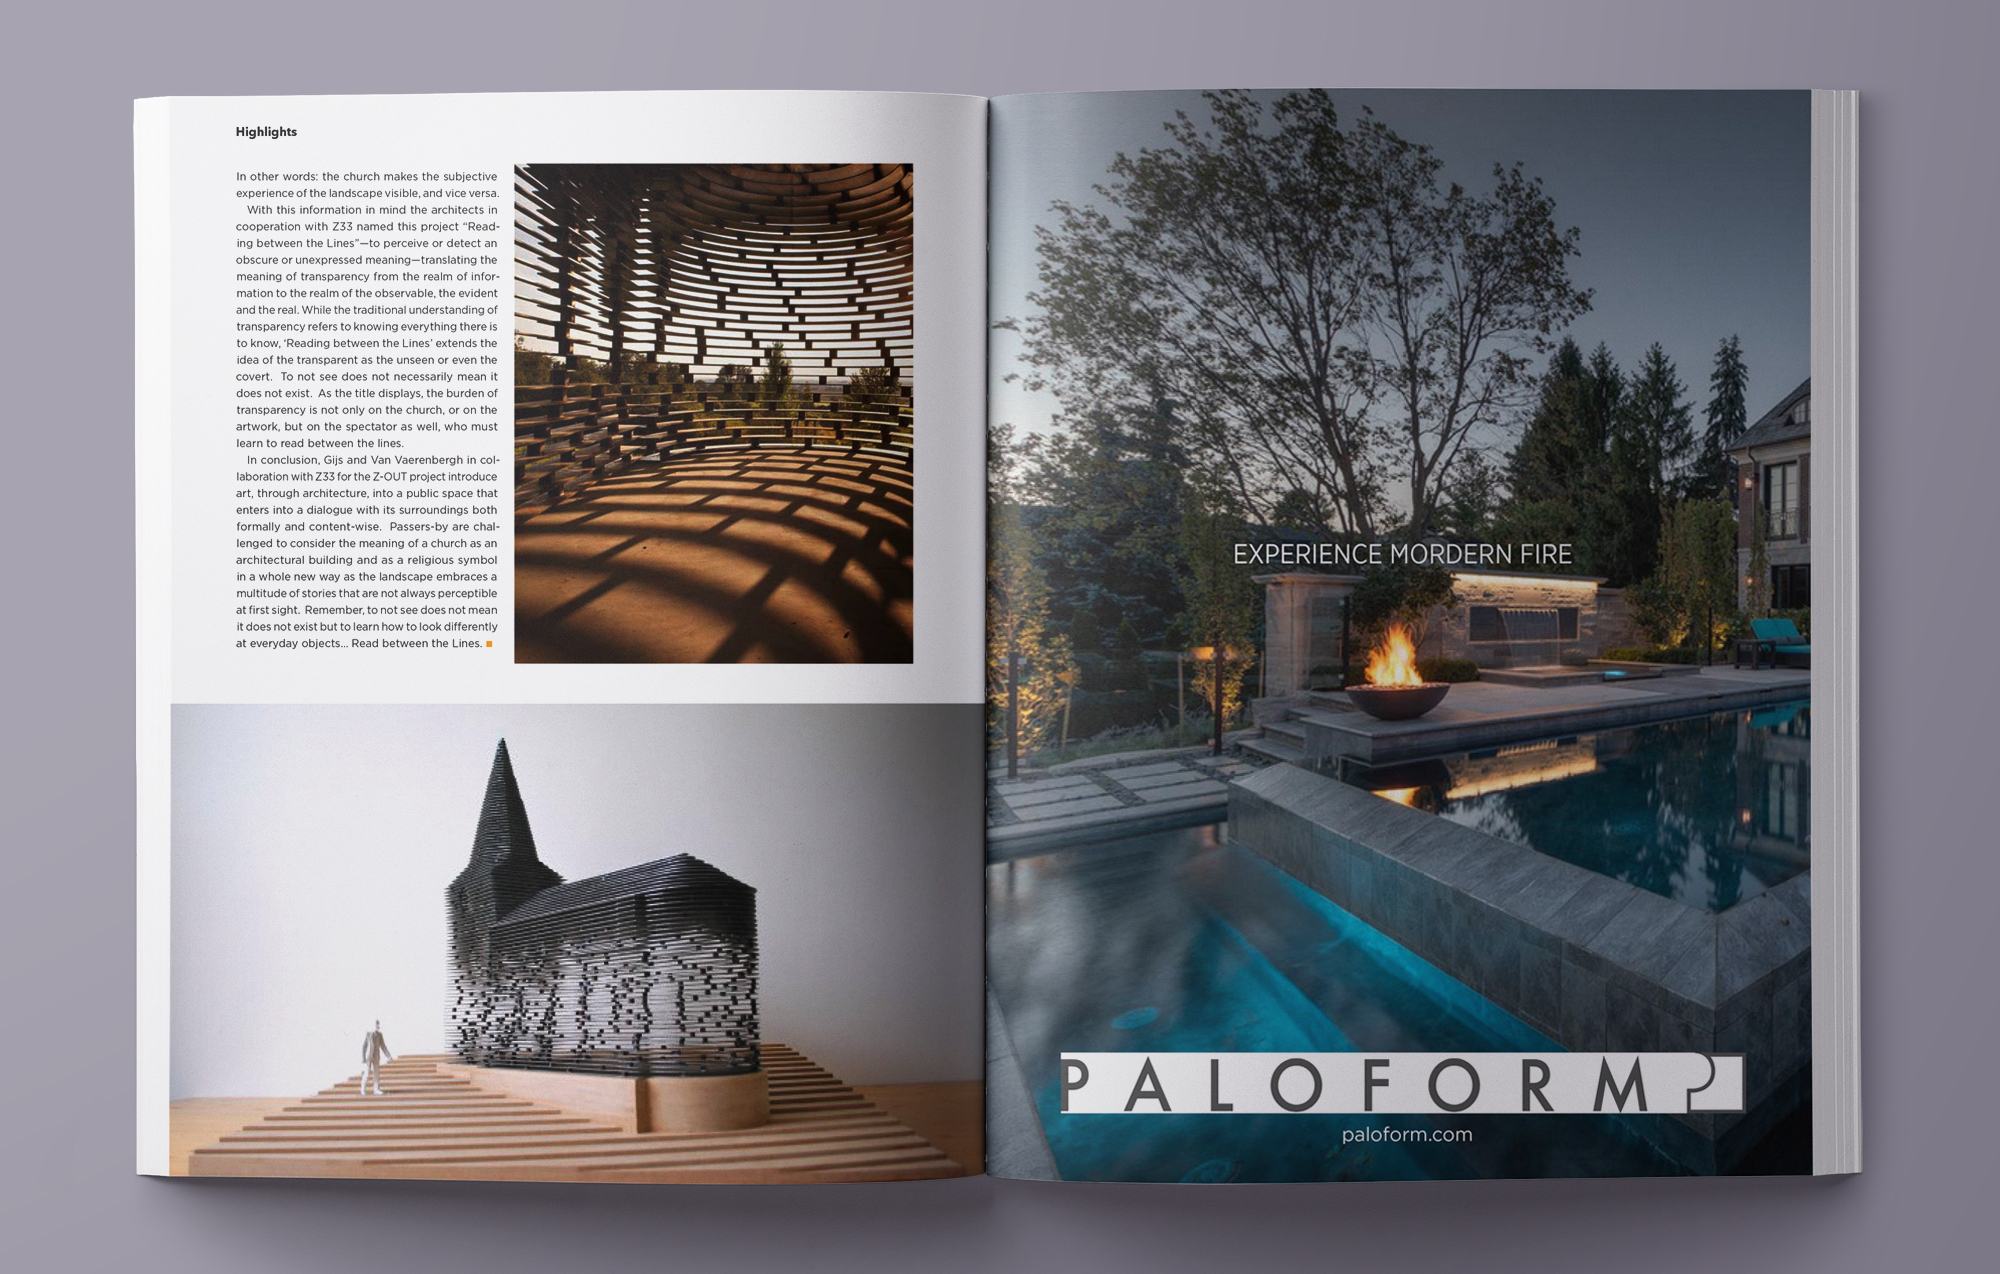 Highlights
In other words: the church makes the subjective
experience of the landscape visible, and vice versa.
With this information in mind the architects in
cooperation with Z33 named this project “Read-
ing between the Lines”—to perceive or detect an
obscure or unexpressed meaning—translating the
meaning of transparency from the realm of infor-
mation to the realm of the observable, the evident
and the real. While the traditional understanding of
transparency refers to knowing everything there is
to know, ‘Reading between the Lines’ extends the
idea of the transparent as the unseen or even the
covert. To not see does not necessarily mean it
does not exist. As the title displays, the burden of
transparency is not only on the church, or on the
artwork, but on the spectator as well, who must
learn to read between the lines.
In conclusion, Gijs and Van Vaerenbergh in col-
laboration with Z33 for the Z-OUT project introduce
art, through architecture, into a public space that
enters into a dialogue with its surroundings both
formally and content-wise. Passers-by are chal-
lenged to consider the meaning of a church as an
architectural building and as a religious symbol
in a whole new way as the landscape embraces a
multitude of stories that are not always perceptible
at first sight. Remember, to not see does not mean
it does not exist but to learn how to look differently
at everyday objects... Read between the Lines.
EXPERIENCE MORDERN FIRE
PALOFORM
paloform.com